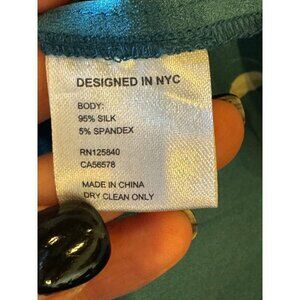 DESIGNED IN NYC
BODY:
95% SILK
5% SPANDEX
RN125840
CA56578
MADE IN CHINA
DRY CLEAN ONLY